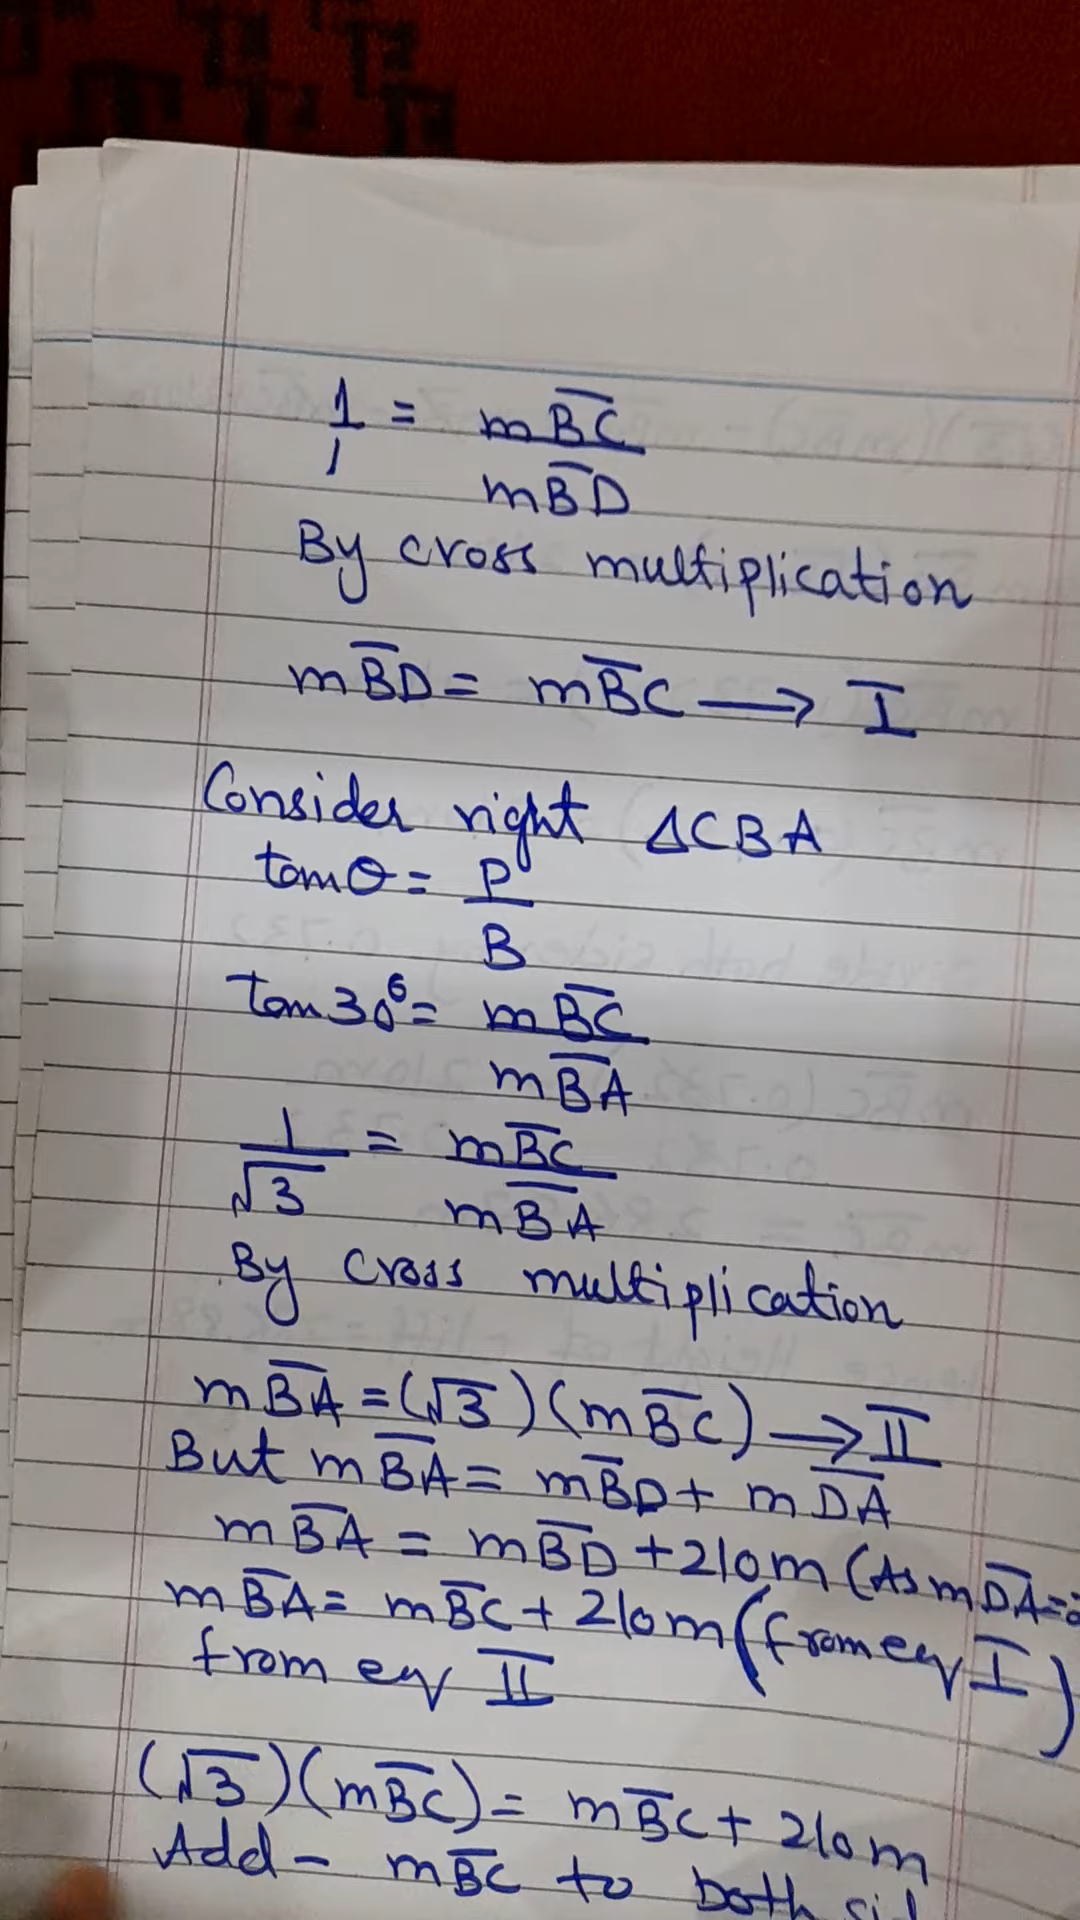 1/1 = mB̅C̅/mB̅D̅
By cross multiplication
mB̅D̅ = mB̅C̅ → I
Consider right ΔCBA
tanθ = P/B
tan30° = mB̅C̅/mB̅A̅
1/√3 = mB̅C̅/mB̅A̅
By cross multiplication
mB̅A̅ = (√3)(mB̅C̅) → II
But mB̅A̅ = mB̅D̅ + mD̅A̅
mB̅A̅ = mB̅D̅ + 210m (As mD̅A̅ =
mB̅A̅ = mB̅C̅ + 210m (from eq I)
from eq II
(√3)(mB̅C̅) = mB̅C̅ + 210m
Add - mB̅C̅ to both